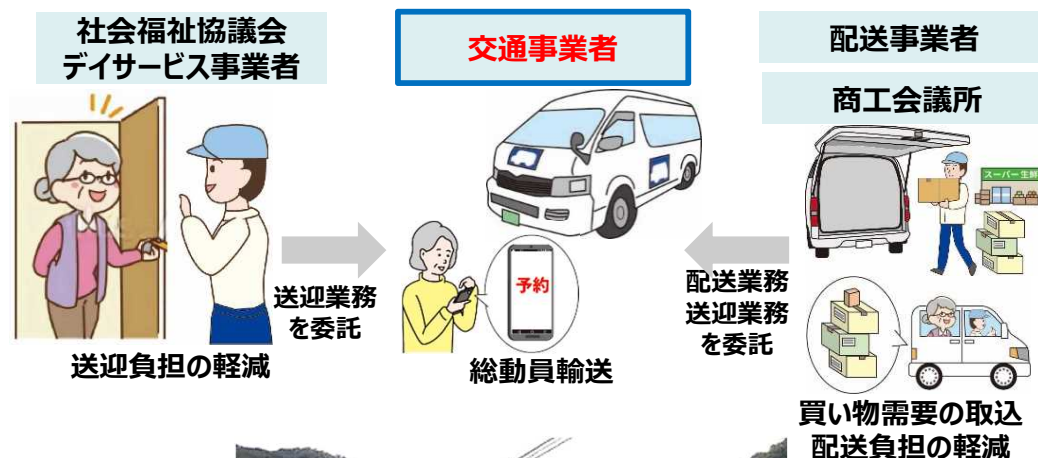 社会福祉協議会
デイサービス事業者
送迎業務
を委託
送迎負担の軽減
交通事業者
予約
総動員輸送
配送事業者
商工会議所
スーパー生鮮
配送業務
送迎業務
を委託
買い物需要の取込
配送負担の軽減